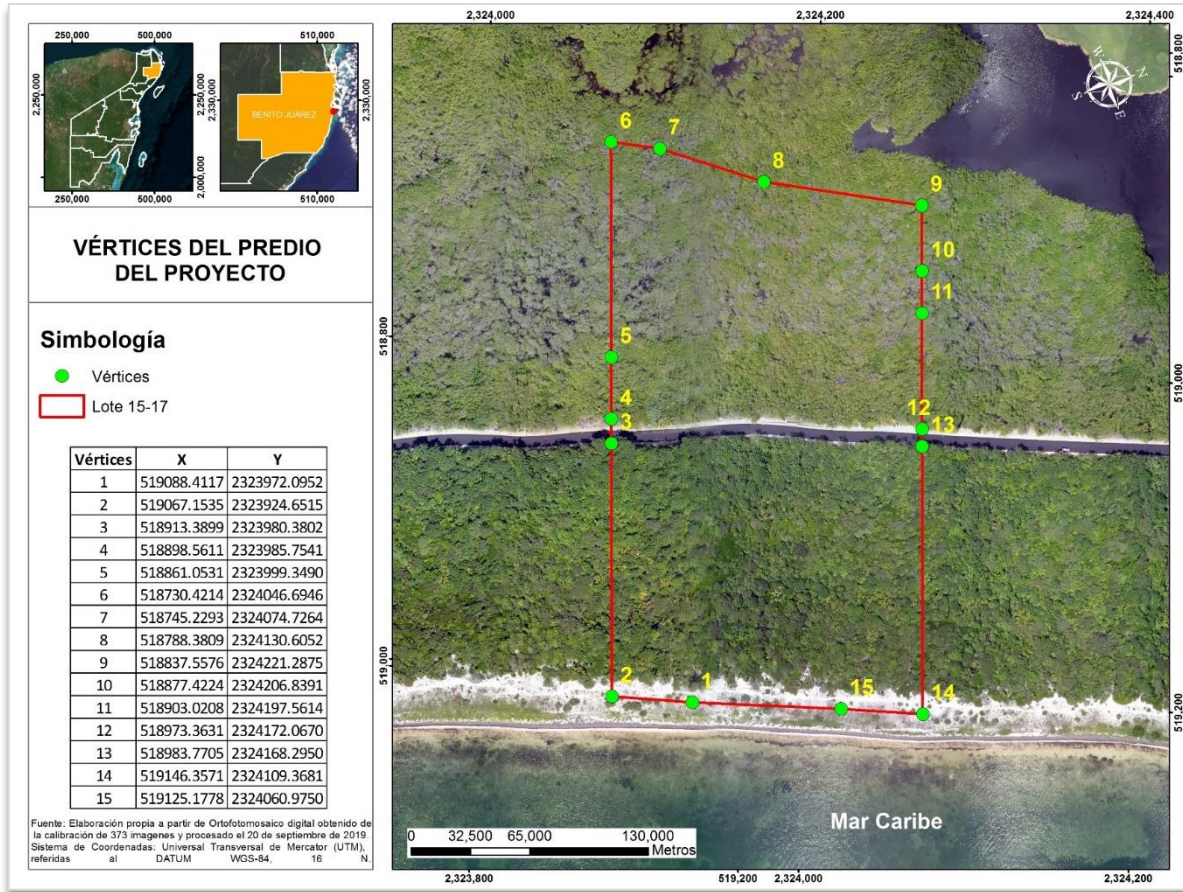 250,000 500,000
2,250,000
2,250,000
2,000,000
2,000,000
250,000 500,000
510,000
2,330,000
2,330,000
BENITO JUÁREZ
510,000
VÉRTICES DEL PREDIO
DEL PROYECTO
Simbología
Vértices
Lote 15-17
Vértices X Y
1 519088.4117 2323972.0952
2 519067.1535 2323924.6515
3 518913.3899 2323980.3802
4 518898.5611 2323985.7541
5 518861.0531 2323999.3490
6 518730.4214 2324046.6946
7 518745.2293 2324074.7264
8 518788.3809 2324130.6052
9 518837.5576 2324221.2875
10 518877.4224 2324206.8391
11 518903.0208 2324197.5614
12 518973.3631 2324172.0670
13 518983.7705 2324168.2950
14 519146.3571 2324109.3681
15 519125.1778 2324060.9750
Fuente: Elaboración propia a partir de Ortofotomosaico digital obtenido de
la calibración de 373 imagenes y procesado el 20 de septiembre de 2019.
Sistema de Coordenadas: Universal Transversal de Mercator (UTM),
referidas al DATUM WGS-84, 16 N.
2,324,000 2,324,200 2,324,400
518,800
W N
S E
6 7
8
9
10
11
518,800
5
519,000
4
12
3
13
519,000
2
1
15
14
519,200
Mar Caribe
0 32,500 65,000 130,000
Metros
2,323,800 519,200 2,324,000 2,324,200